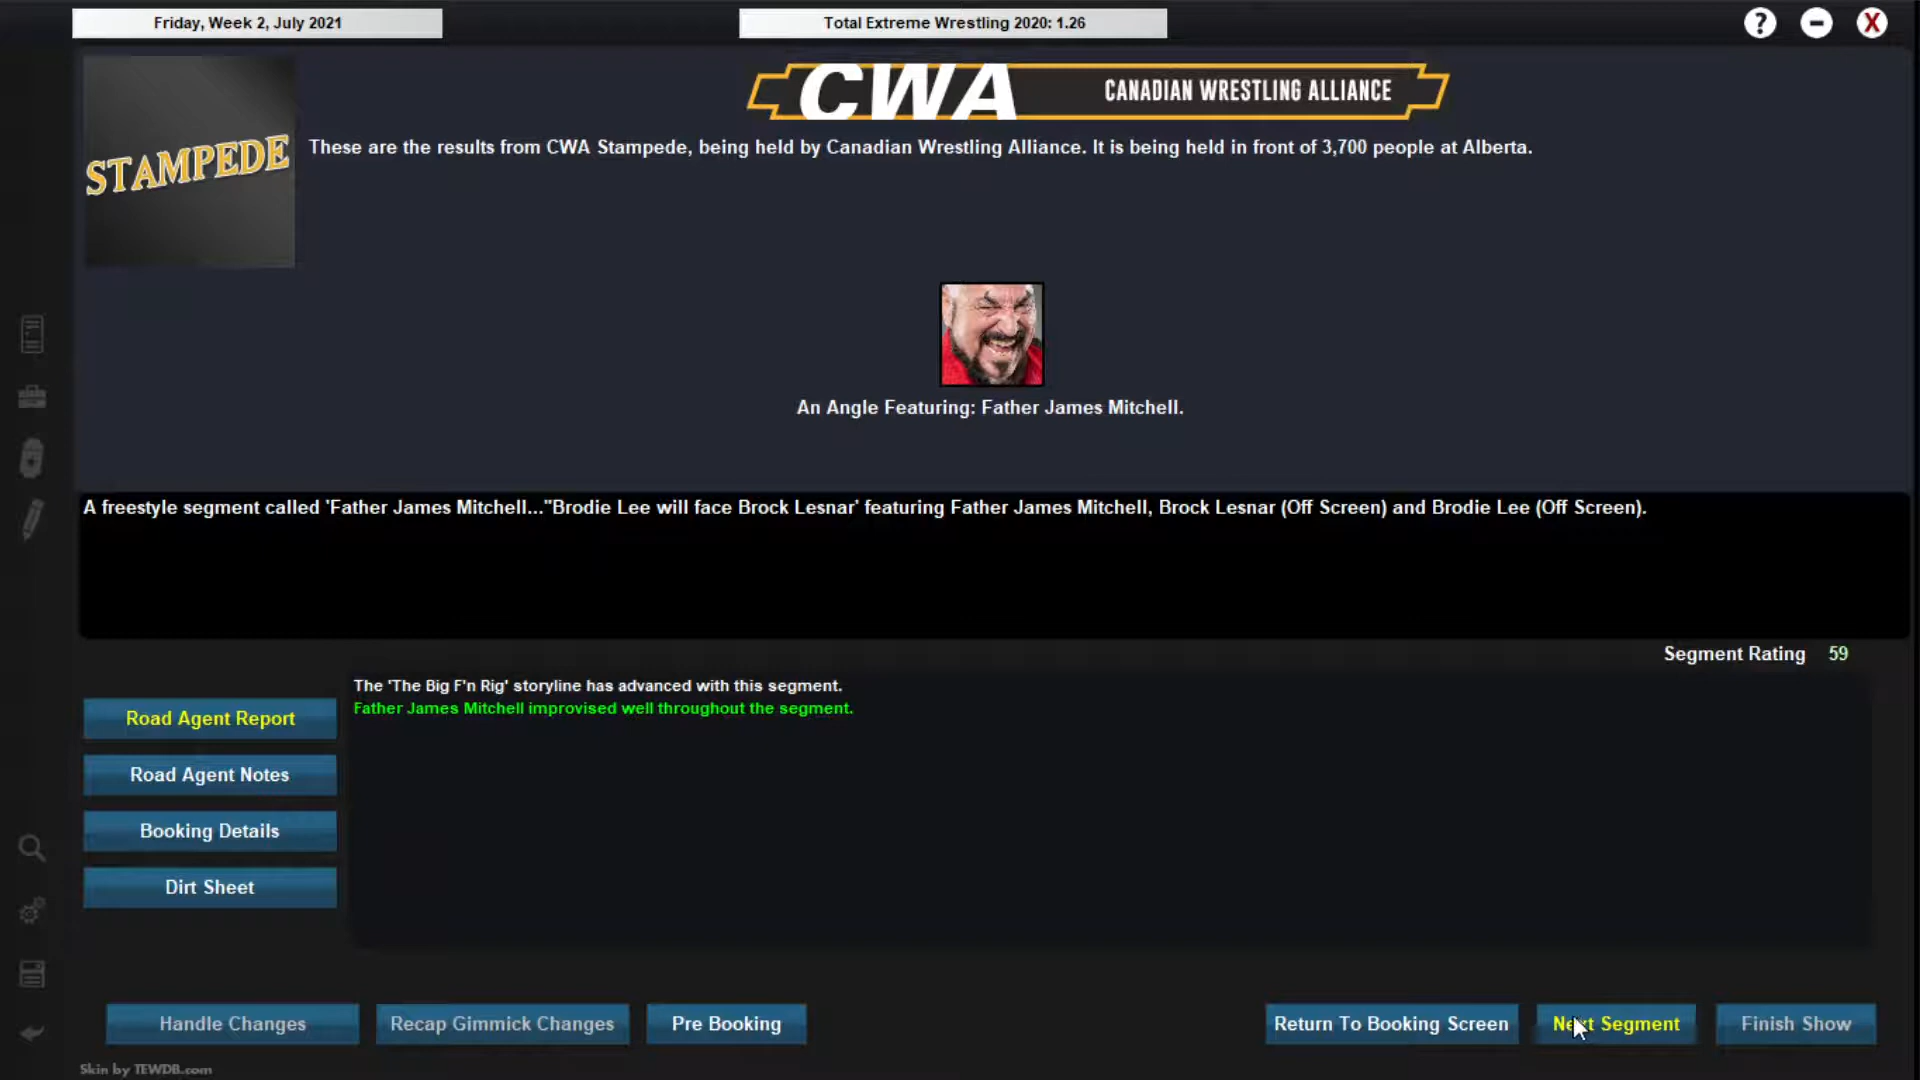 Friday, Week 2, July 2021
Total Extreme Wrestling 2020: 1.26
?
X
STAMPEDE
CWA CANADIAN WRESTLING ALLIANCE
These are the results from CWA Stampede, being held by Canadian Wrestling Alliance. It is being held in front of 3,700 people at Alberta.
An Angle Featuring: Father James Mitchell.
A freestyle segment called 'Father James Mitchell..."Brodie Lee will face Brock Lesnar' featuring Father James Mitchell, Brock Lesnar (Off Screen) and Brodie Lee (Off Screen).
Segment Rating 59
The 'The Big F'n Rig' storyline has advanced with this segment.
Father James Mitchell improvised well throughout the segment.
Road Agent Report
Road Agent Notes
Booking Details
Dirt Sheet
Handle Changes
Recap Gimmick Changes
Pre Booking
Return To Booking Screen
Next Segment
Finish Show
Skin by TEWDB.com